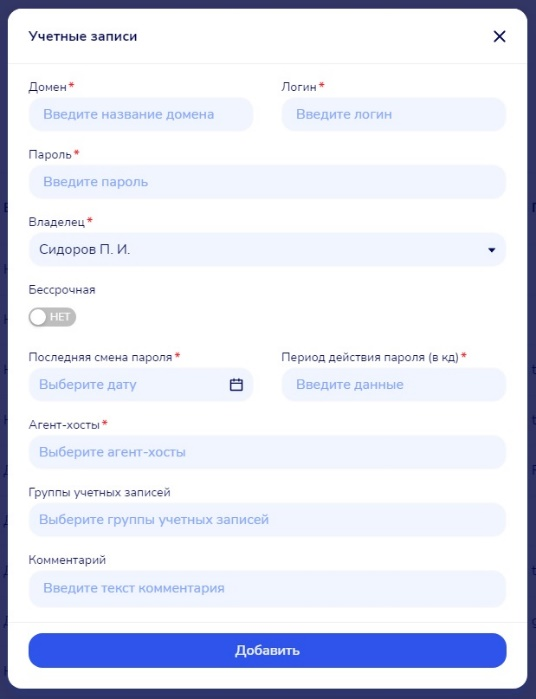 Учетные записи
Домен*
Логин*
Введите название домена
Введите логин
Пароль*
Введите пароль
Владелец*
Сидоров П. И.
Бессрочная
НЕТ
Последняя смена пароля*
Период действия пароля (в кд)*
Выберите дату
Введите данные
Агент-хосты*
Выберите агент-хосты
Группы учетных записей
Выберите группы учетных записей
Комментарий
Введите текст комментария
Добавить